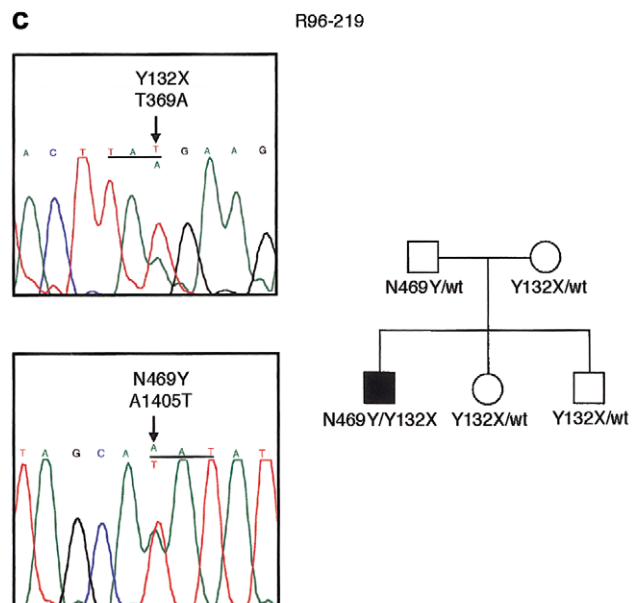 C
R96-219
Y132X
T369A
A C T T A T G A A G
A
N469Y
A1405T
T A G C A A A T A T
T
N469Y/wt Y132X/wt
N469Y/Y132X Y132X/wt Y132X/wt